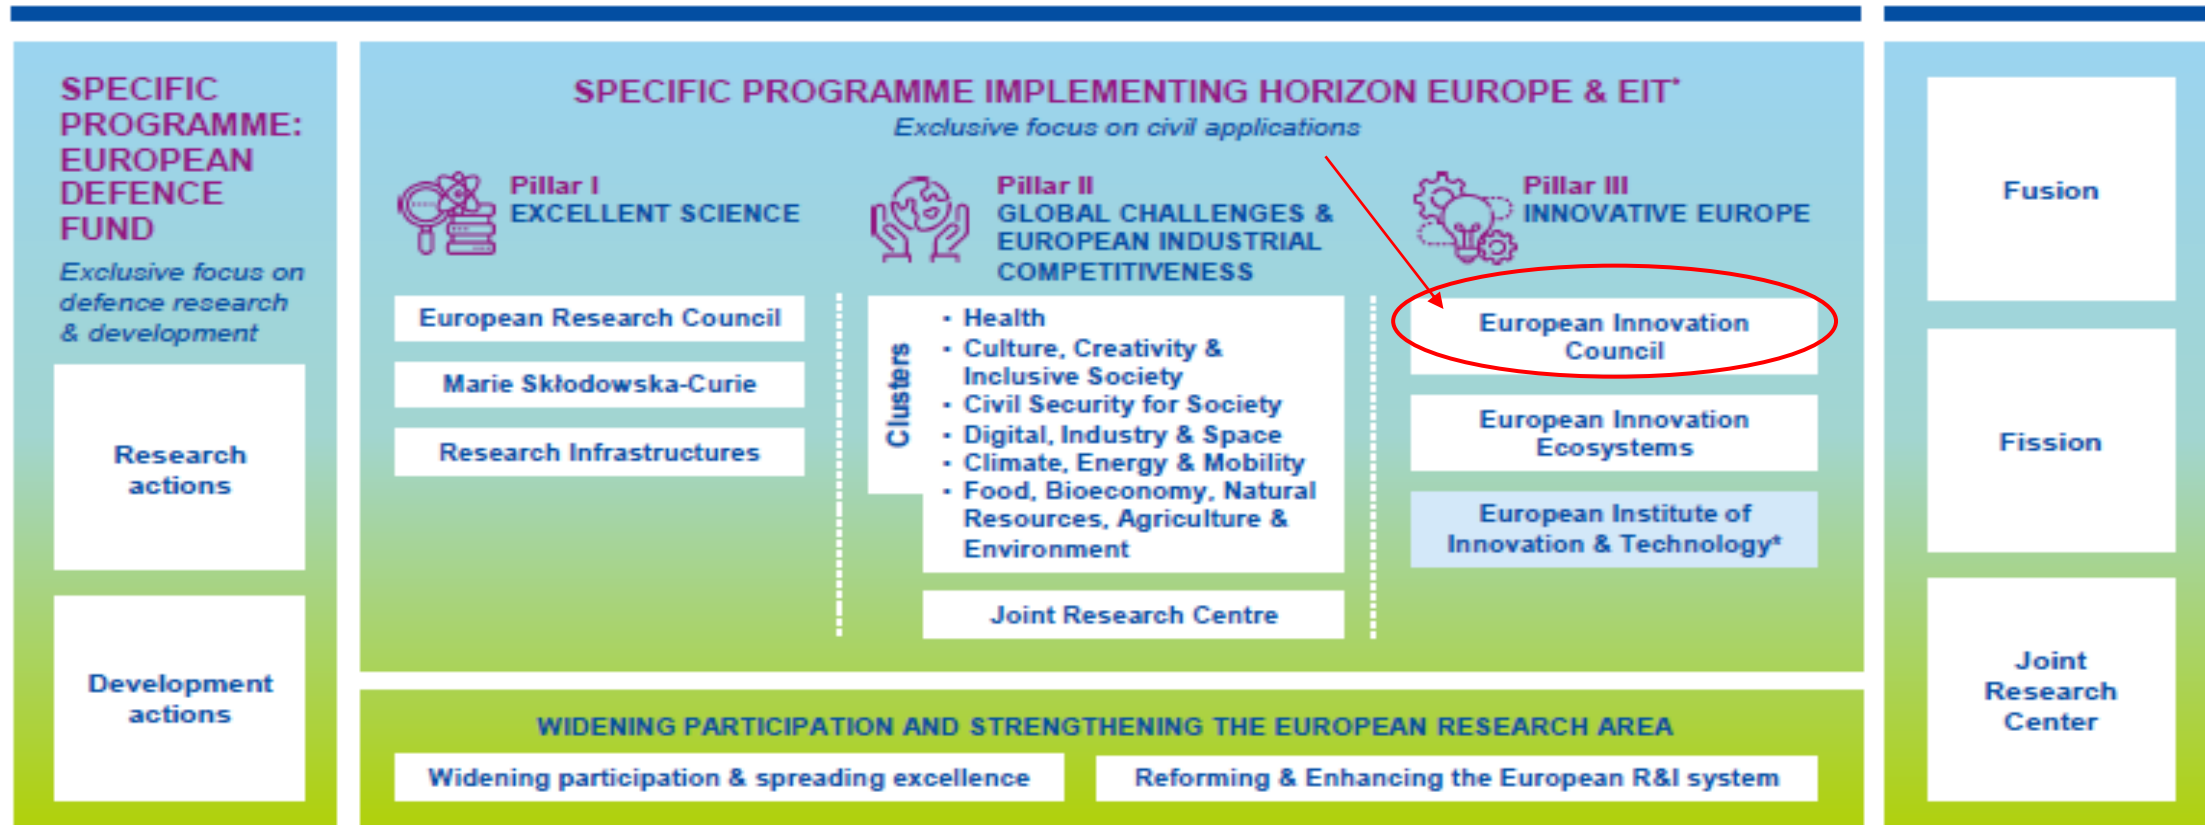 SPECIFIC
PROGRAMME:
EUROPEAN
DEFENCE
FUND
Exclusive focus on
defence research
& development
Research
actions
Development
actions
SPECIFIC PROGRAMME IMPLEMENTING HORIZON EUROPE & EIT*
Exclusive focus on civil applications
Pillar I
EXCELLENT SCIENCE
European Research Council
Marie Skłodowska-Curie
Research Infrastructures
Pillar II
GLOBAL CHALLENGES &
EUROPEAN INDUSTRIAL
COMPETITIVENESS
Clusters
• Health
• Culture, Creativity &
Inclusive Society
• Civil Security for Society
• Digital, Industry & Space
• Climate, Energy & Mobility
• Food, Bioeconomy, Natural
Resources, Agriculture &
Environment
Joint Research Centre
Pillar III
INNOVATIVE EUROPE
European Innovation
Council
European Innovation
Ecosystems
European Institute of
Innovation & Technology*
WIDENING PARTICIPATION AND STRENGTHENING THE EUROPEAN RESEARCH AREA
Widening participation & spreading excellence
Reforming & Enhancing the European R&I system
Fusion
Fission
Joint
Research
Center